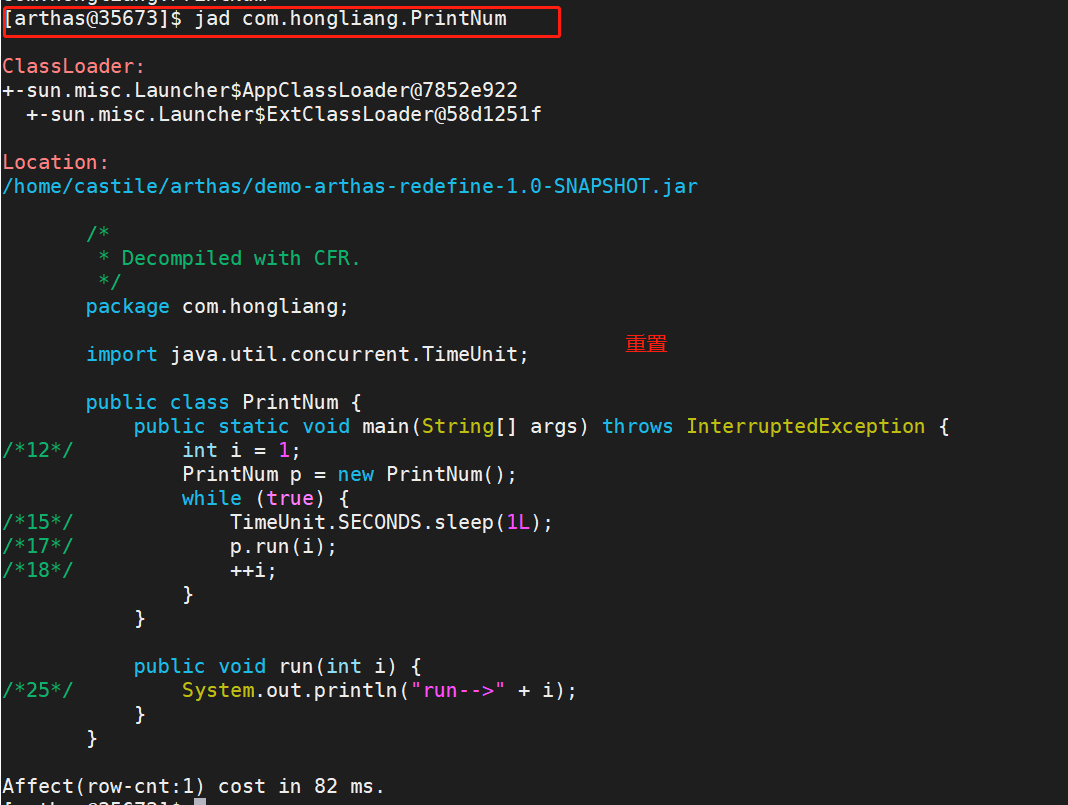 [arthas@35673]$ jad com.hongliang.PrintNum
ClassLoader:
+-sun.misc.Launcher$AppClassLoader@7852e922
  +-sun.misc.Launcher$ExtClassLoader@58d1251f
Location:
/home/castile/arthas/demo-arthas-redefine-1.0-SNAPSHOT.jar
       /*
        * Decompiled with CFR.
        */
       package com.hongliang;
重置
       import java.util.concurrent.TimeUnit;
       public class PrintNum {
           public static void main(String[] args) throws InterruptedException {
/*12*/         int i = 1;
               PrintNum p = new PrintNum();
               while (true) {
/*15*/             TimeUnit.SECONDS.sleep(1L);
/*17*/             p.run(i);
/*18*/             ++i;
               }
           }
           public void run(int i) {
/*25*/         System.out.println("run-->" + i);
           }
       }
Affect(row-cnt:1) cost in 82 ms.